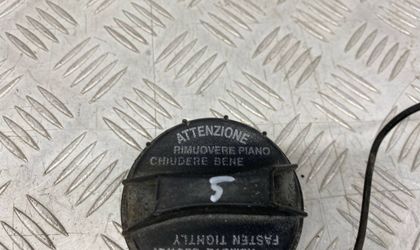 ATTENZIONE
RIMUOVERE PIANO
CHIUDERE BENE
5
FASTEN TIGHTLY